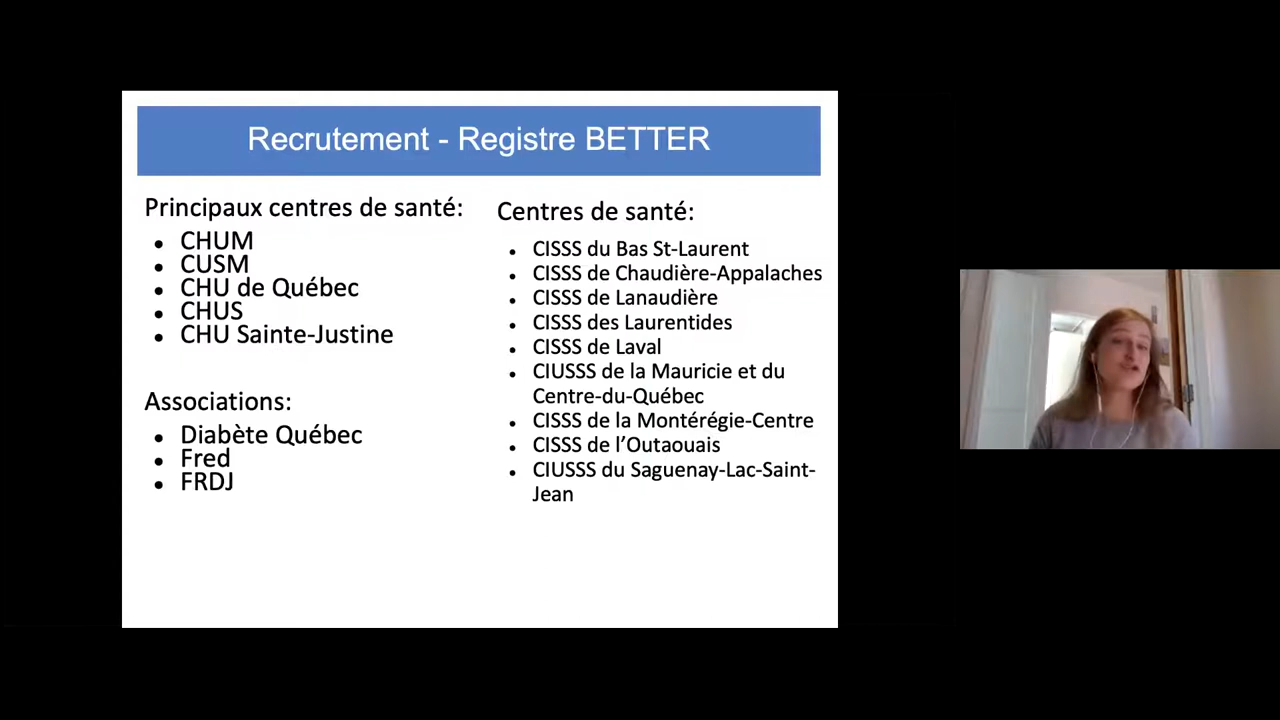 Recrutement - Registre BETTER
Principaux centres de santé:
• CHUM
• CUSM
• CHU de Québec
• CHUS
• CHU Sainte-Justine
Associations:
• Diabète Québec
• Fred
• FRDJ
Centres de santé:
• CISSS du Bas St-Laurent
• CISSS de Chaudière-Appalaches
• CISSS de Lanaudière
• CISSS des Laurentides
• CISSS de Laval
• CIUSSS de la Mauricie et du
Centre-du-Québec
• CISSS de la Montérégie-Centre
• CISSS de l’Outaouais
• CIUSSS du Saguenay-Lac-Saint-
Jean